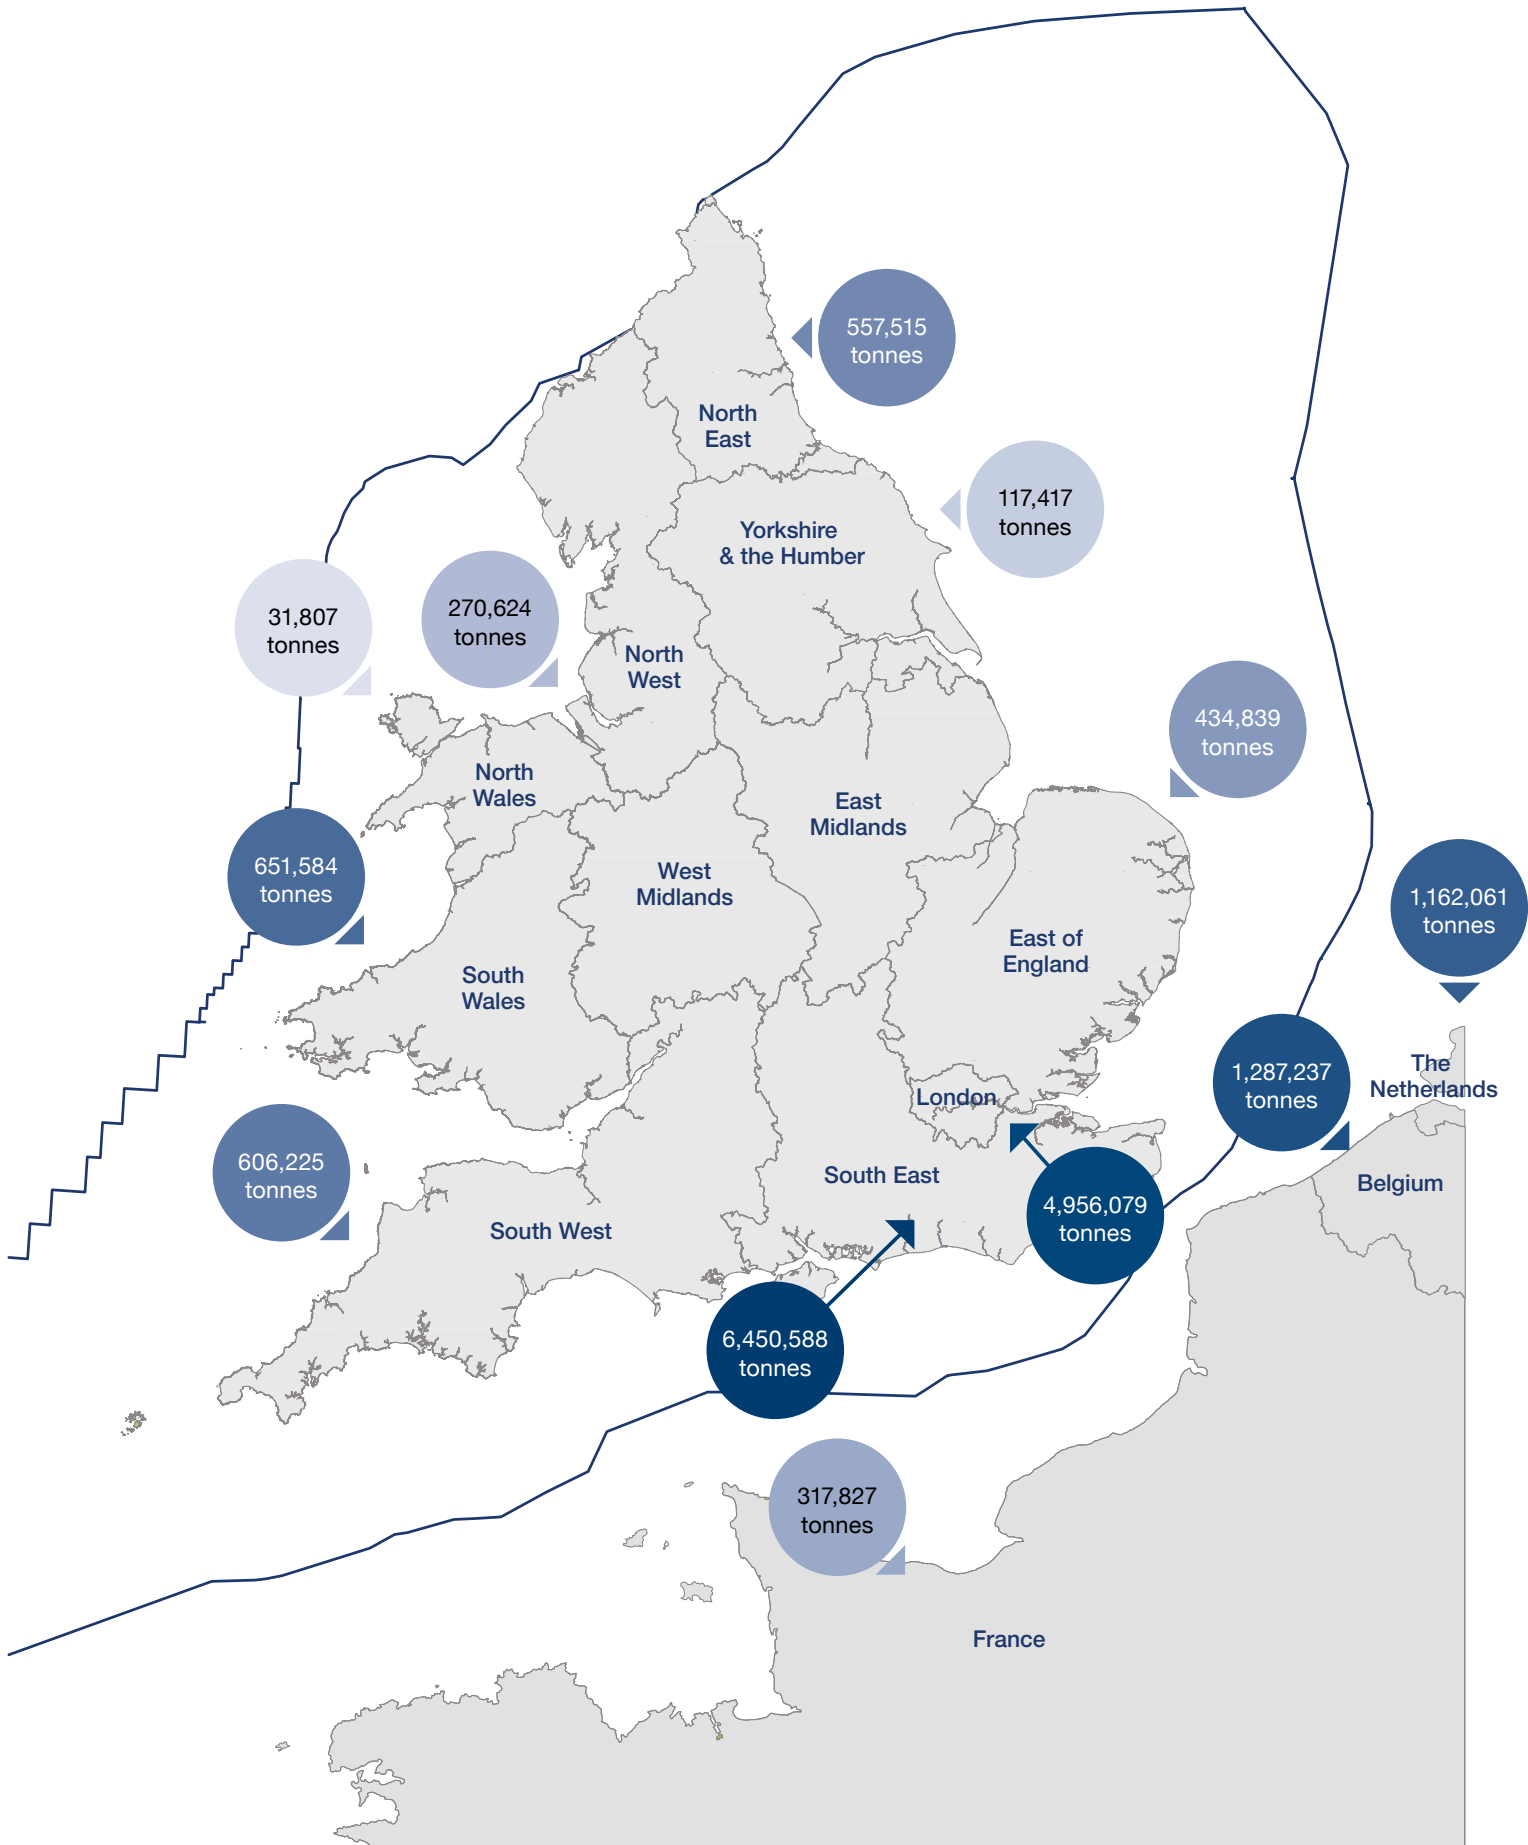 557,515
tonnes
North
East
117,417
tonnes
Yorkshire
& the Humber
31,807
tonnes
270,624
tonnes
North
West
434,839
tonnes
North
Wales
East
Midlands
651,584
tonnes
West
Midlands
1,162,061
tonnes
East of
England
South
Wales
The
Netherlands
1,287,237
tonnes
London
606,225
tonnes
South East
Belgium
4,956,079
tonnes
South West
6,450,588
tonnes
317,827
tonnes
France